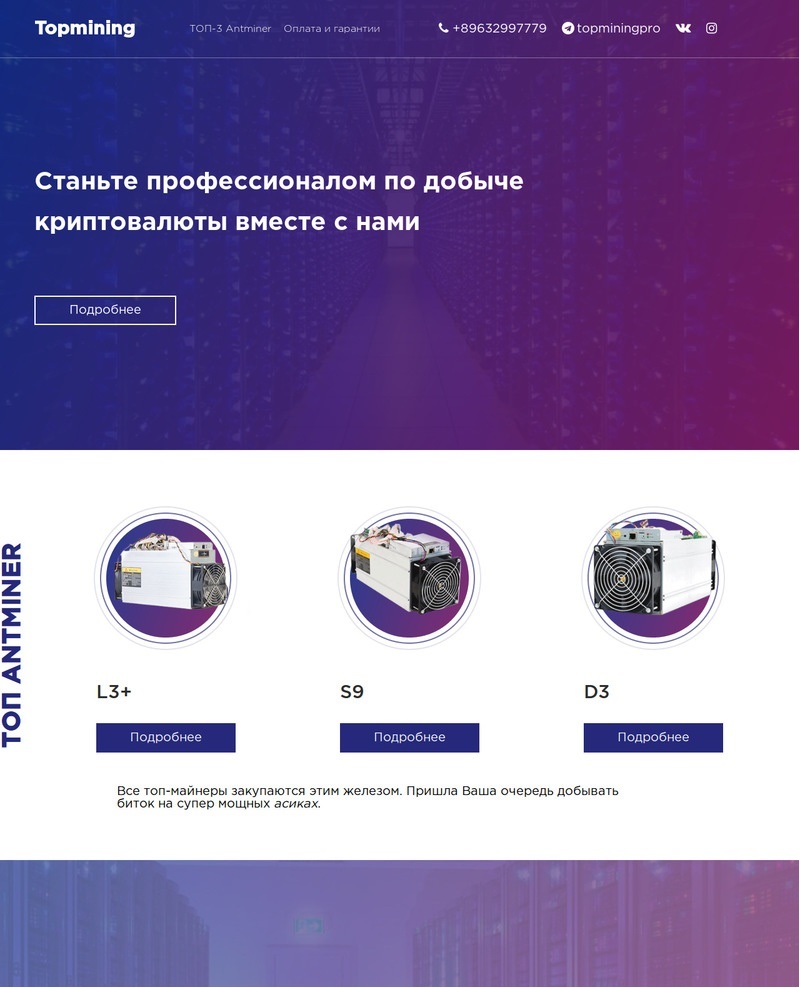 Topmining
ТОП-3 Antminer
Оплата и гарантии
+89632997779
topminingpro
Станьте профессионалом по добыче
криптовалюты вместе с нами
Подробнее
ТОП ANTMINER
L3+
S9
D3
Подробнее
Подробнее
Подробнее
Все топ-майнеры закупаются этим железом. Пришла Ваша очередь добывать
биток на супер мощных асиках.